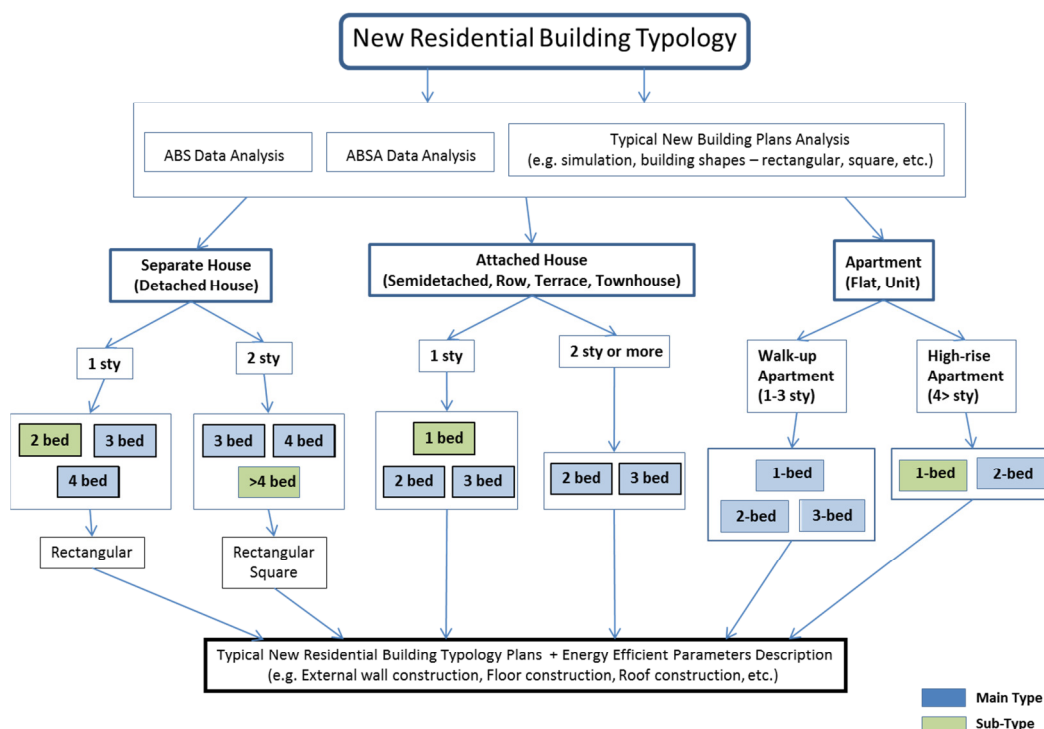 New Residential Building Typology
ABS Data Analysis
ABSA Data Analysis
Typical New Building Plans Analysis
(e.g. simulation, building shapes – rectangular, square, etc.)
Separate House
(Detached House)
Attached House
(Semidetached, Row, Terrace, Townhouse)
Apartment
(Flat, Unit)
1 sty
2 sty
1 sty
2 sty or more
Walk-up
Apartment
(1-3 sty)
High-rise
Apartment
(4> sty)
2 bed
3 bed
4 bed
3 bed
4 bed
>4 bed
1 bed
2 bed
3 bed
2 bed
3 bed
1-bed
2-bed
3-bed
1-bed
2-bed
Rectangular
Rectangular
Square
Typical New Residential Building Typology Plans + Energy Efficient Parameters Description
(e.g. External wall construction, Floor construction, Roof construction, etc.)
Main Type
Sub-Type